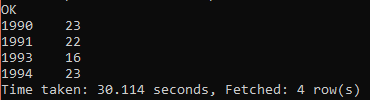 OK
1990    23
1991    22
1993    16
1994    23
Time taken: 30.114 seconds, Fetched: 4 row(s)